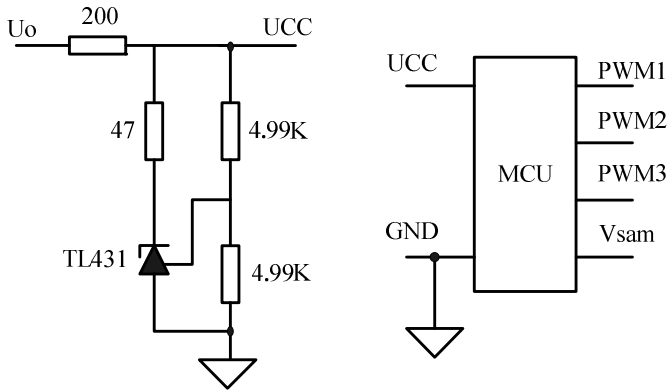 Uo
200
UCC
47
4.99K
TL431
4.99K
UCC
MCU
GND
PWM1
PWM2
PWM3
Vsam